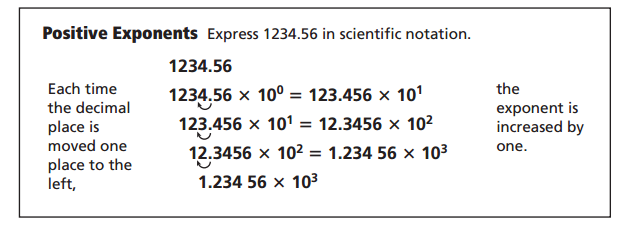 Positive Exponents Express 1234.56 in scientific notation.
Each time
the decimal
place is
moved one
place to the
left,
1234.56
1234.56 × 10⁰ = 123.456 × 10¹
123.456 × 10¹ = 12.3456 × 10²
12.3456 × 10² = 1.234 56 × 10³
1.234 56 × 10³
the
exponent is
increased by
one.